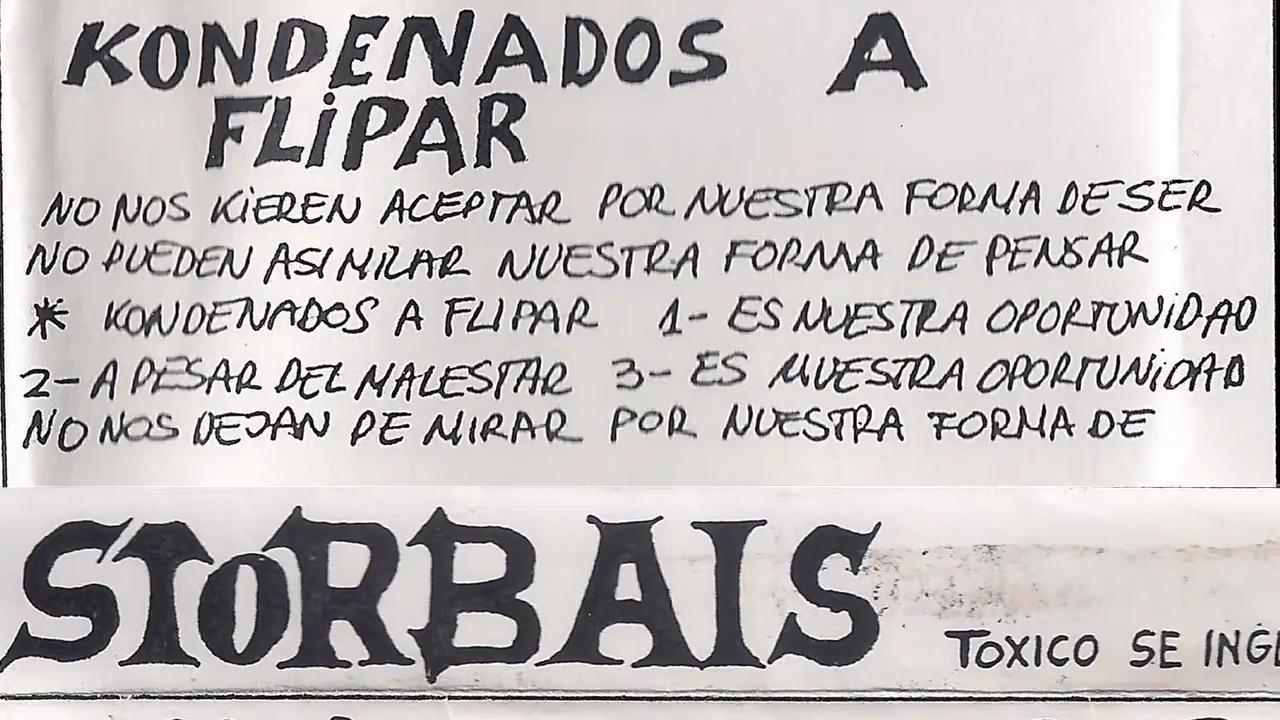 KONDENADOS A
FLiPAR
NO NOS KiEREN ACEPTAR POR NUESTRA FORMA DE SER
NO PUEDEN ASIMILAR NUESTRA FORMA DE PENSAR
* KONDENADOS A FLIPAR 1- ES NUESTRA OPORTUNiDAD
2- A PESAR DEL MALESTAR 3- ES NUESTRA OPORTUNiDAD
NO NOS DEJAN DE MIRAR POR NUESTRA FORMA DE
SToRBAIS
TOXICO SE INGE